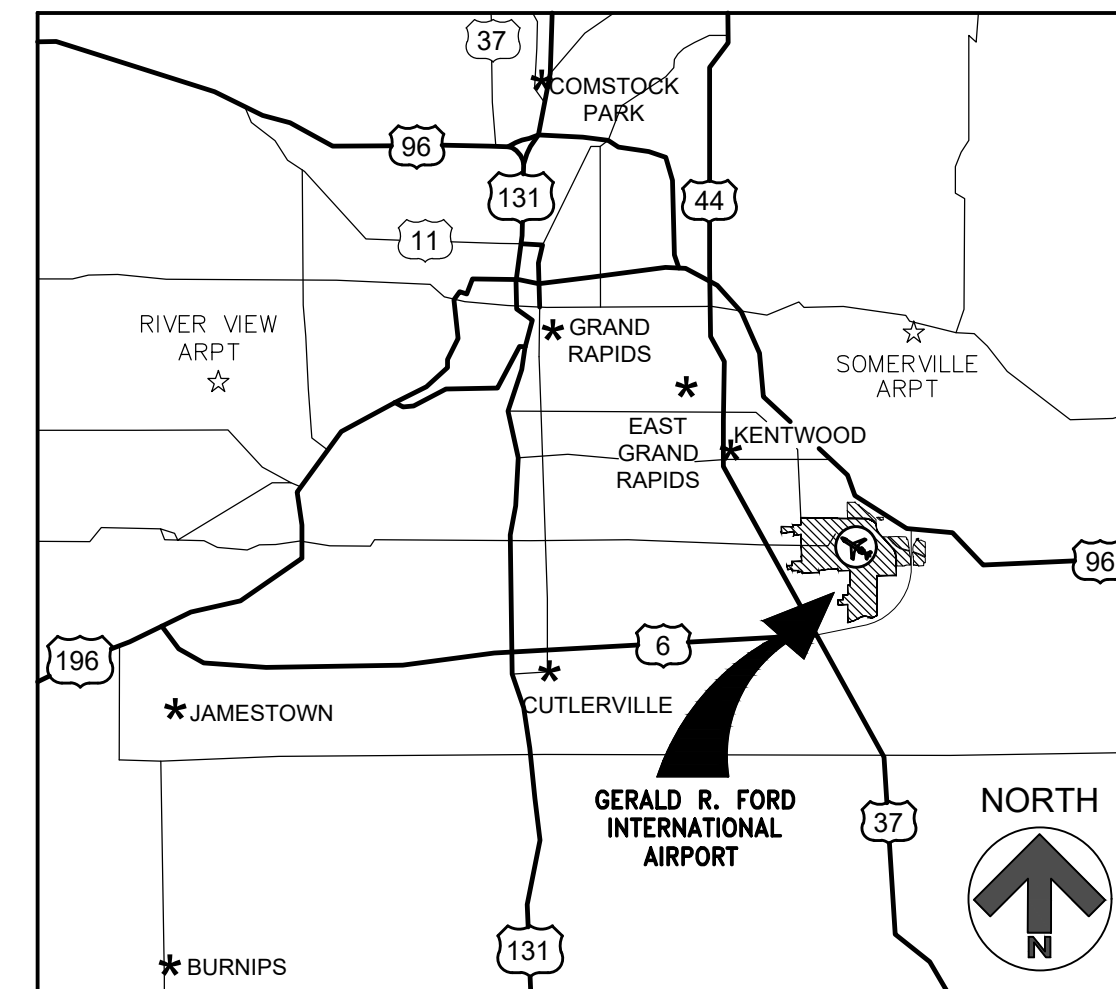 37
COMSTOCK
PARK
96
131
44
11
RIVER VIEW
ARPT
GRAND
RAPIDS
SOMERVILLE
ARPT
EAST
GRAND
RAPIDS
KENTWOOD
96
196
6
JAMESTOWN
CUTLERVILLE
GERALD R. FORD
INTERNATIONAL
AIRPORT
37
NORTH
N
131
BURNIPS